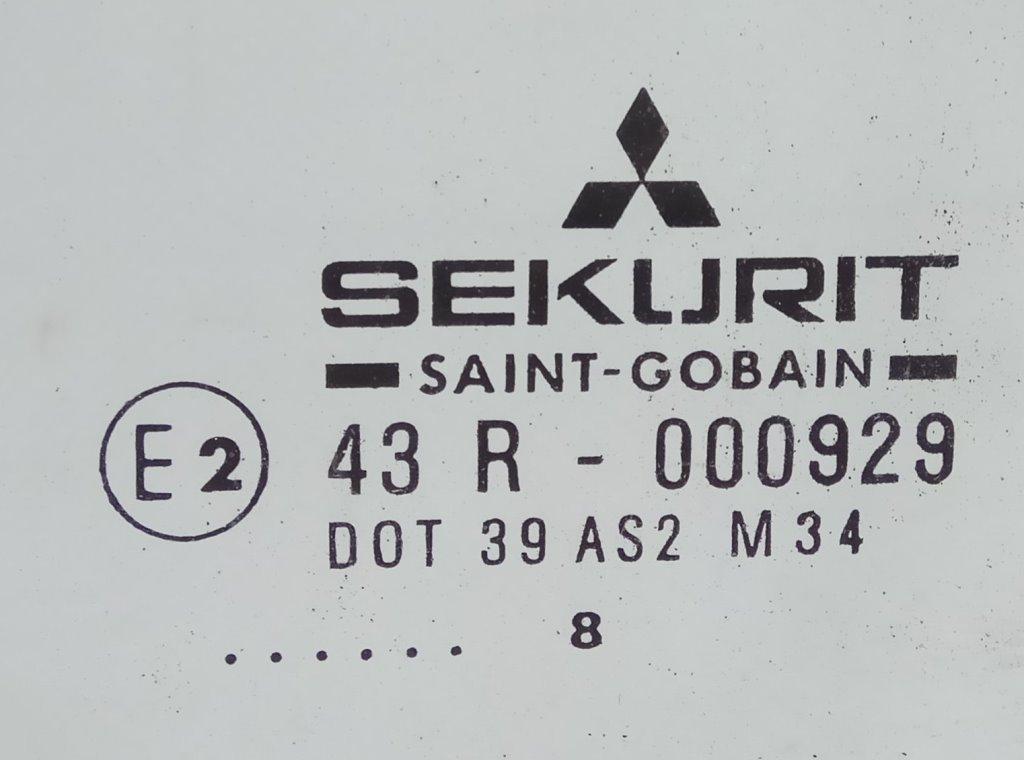 SEKURIT
SAINT-GOBAIN
E2 43 R - 000929
DOT 39 AS2 M34
...... 8